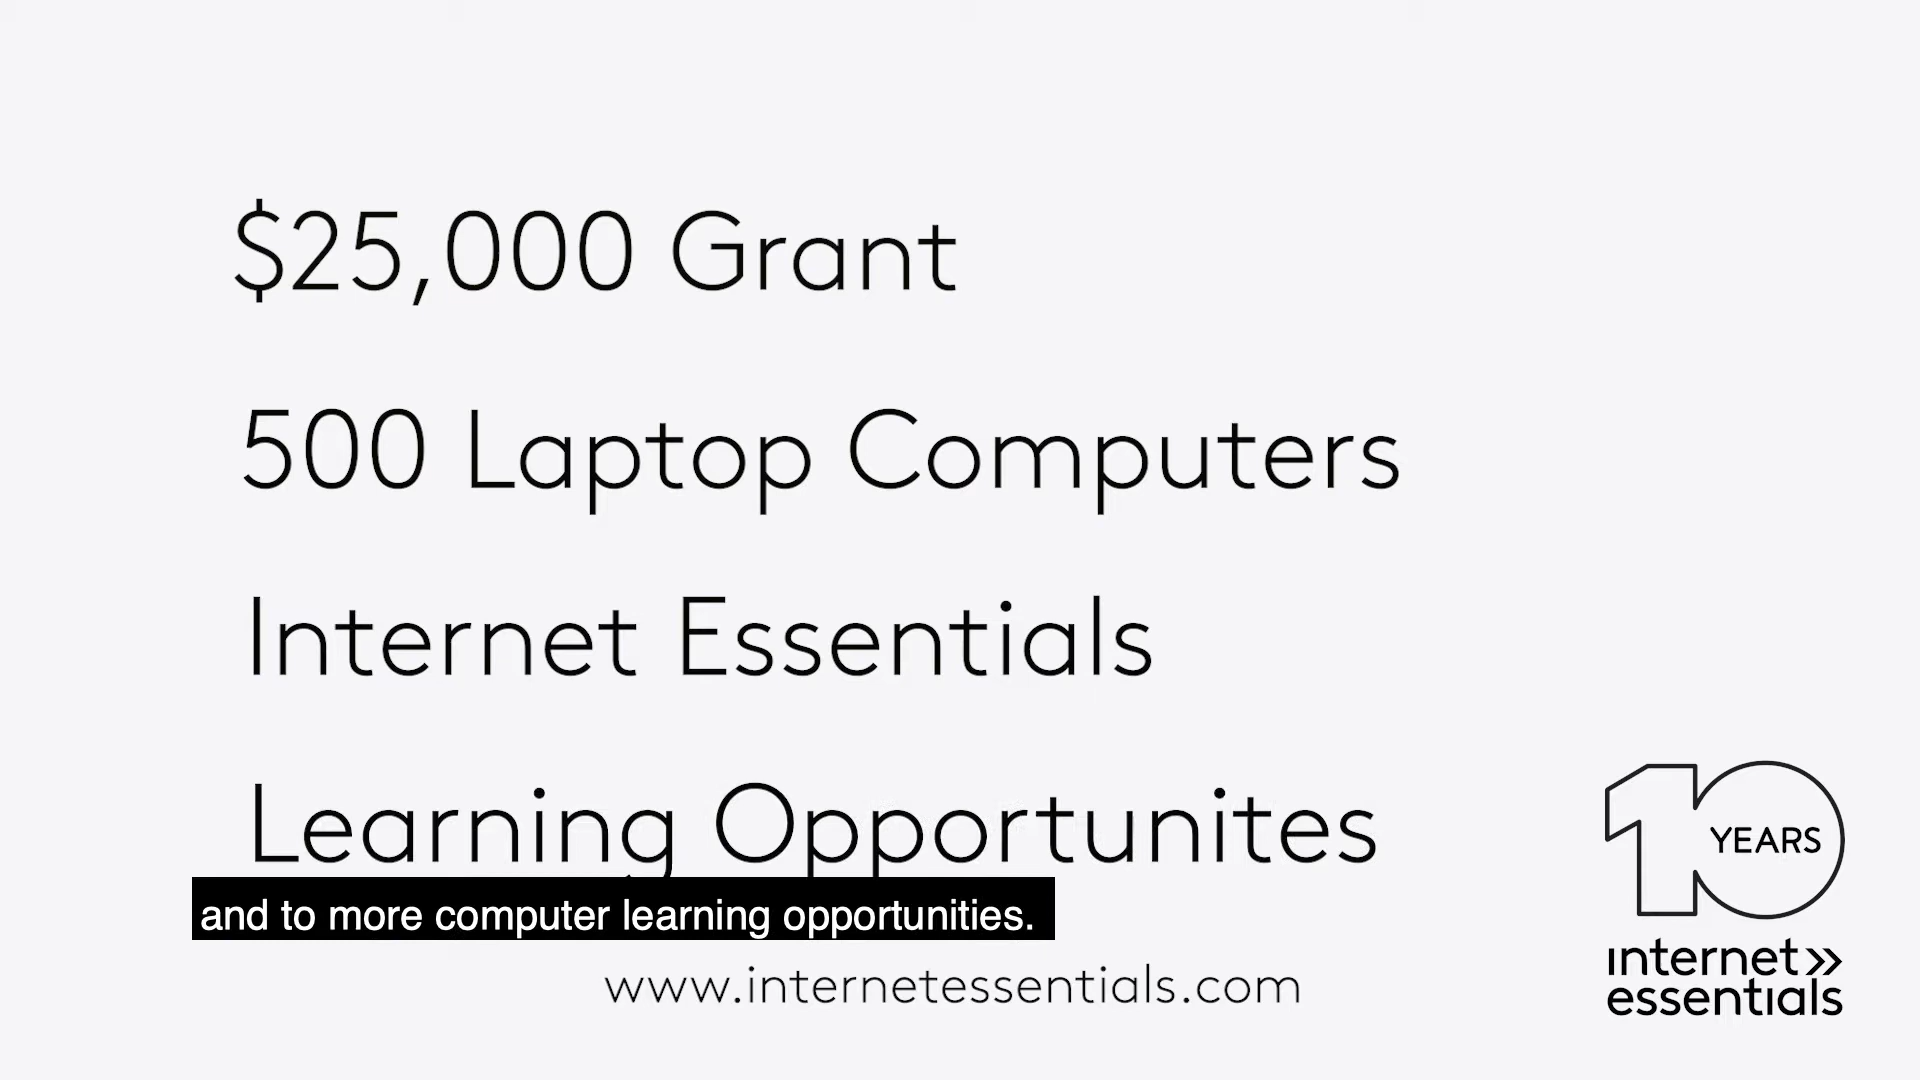 $25,000 Grant
500 Laptop Computers
Internet Essentials
Learning Opportunites
and to more computer learning opportunities.
www.internetessentials.com
10 YEARS
internet»
essentials